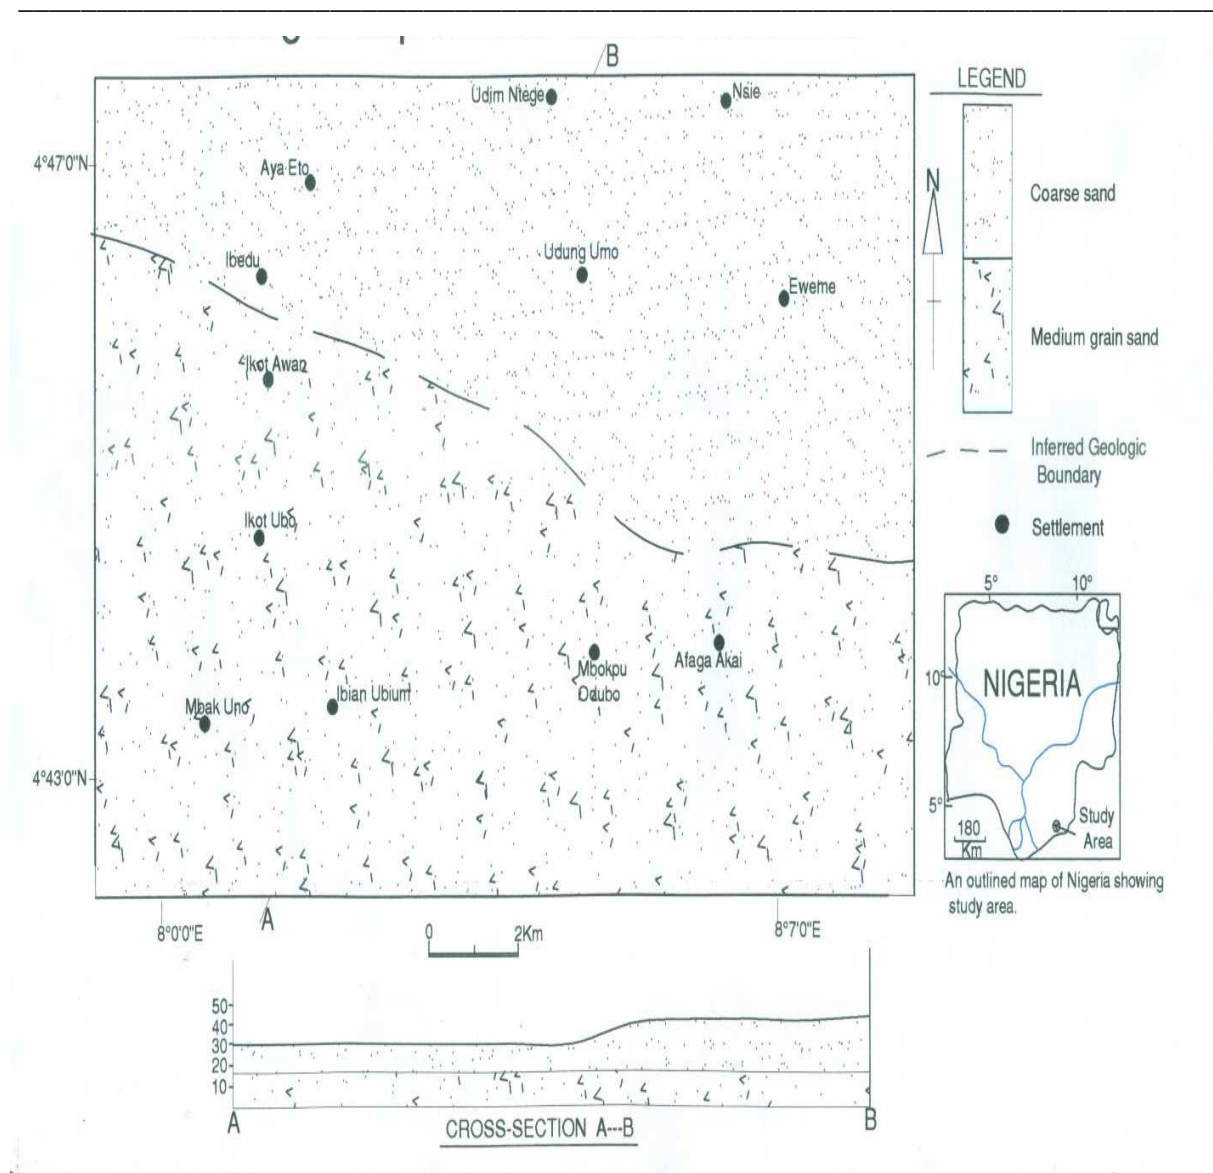 B
Udim Ntege
Nsie
4°47'0"N
Aya Eto
Ibedu
Udung Umo
Eweme
Ikot Awan
Ikot Ubo
Mbokpu
Odubo
Afaga Akai
Mbak Uno
Ibian Ubium
4°43'0"N
A
8°0'0"E
8°7'0"E
0 2Km
LEGEND
N
Coarse sand
Medium grain sand
Inferred Geologic
Boundary
Settlement
5° 10°
10°
NIGERIA
5°
180
Km
Study
Area
An outlined map of Nigeria showing
study area.
50
40
30
20
10
A B
CROSS-SECTION A---B